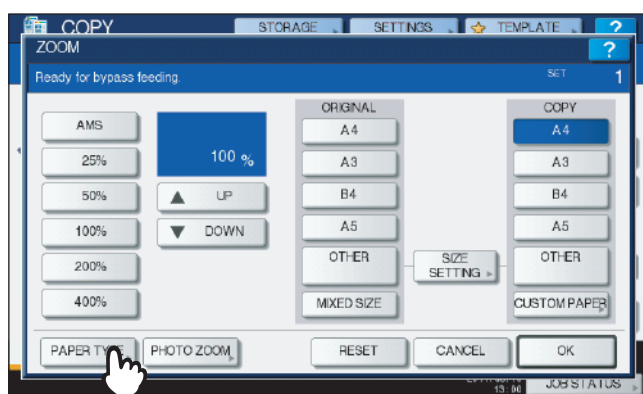 COPY STORAGE SETTINGS TEMPLATE ?
ZOOM ?
Ready for bypass feeding. SET 1
ORIGINAL COPY
AMS A4 A4
25% 100 % A3 A3
50% UP B4 B4
100% DOWN A5 A5
200% OTHER SIZE SETTING OTHER
400% MIXED SIZE CUSTOM PAPER
PAPER PHOTO ZOOM RESET CANCEL OK
13:00 JOB STATUS